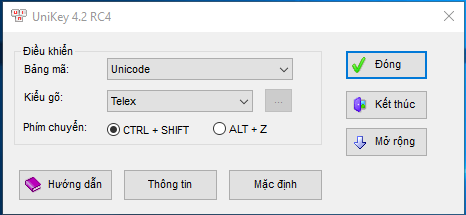 UniKey 4.2 RC4
Điều khiển
Bảng mã:
Unicode
Đóng
Kiểu gõ:
Telex
...
Kết thúc
Phím chuyển:
CTRL + SHIFT
ALT + Z
Mở rộng
Hướng dẫn
Thông tin
Mặc định